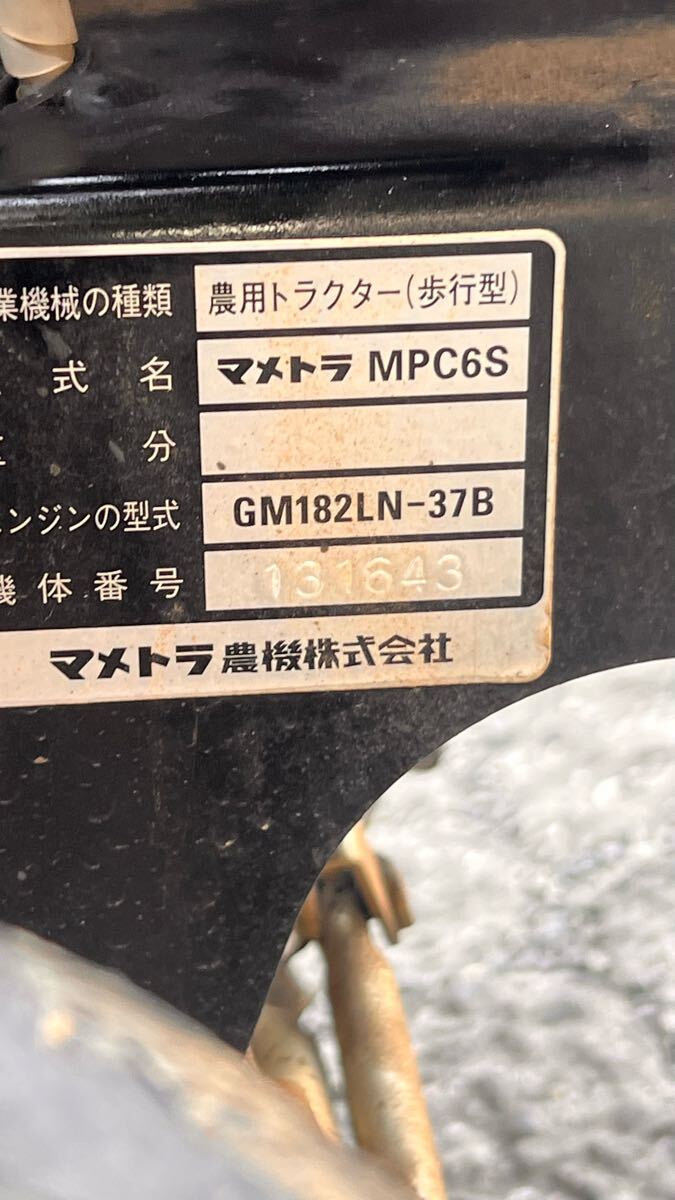 業機械の種類 農用トラクター(歩行型)
式名 マメトラ MPC6S
分
エンジンの型式 GM182LN-37B
機体番号 131643
マメトラ農機株式会社